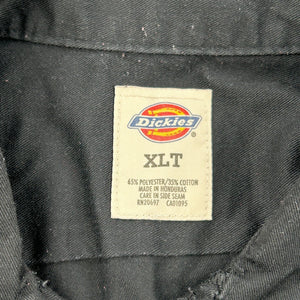 Dickies
XLT
65% POLYESTER/35% COTTON
MADE IN HONDURAS
CARE IN SIDE SEAM
RN20697 CA01095